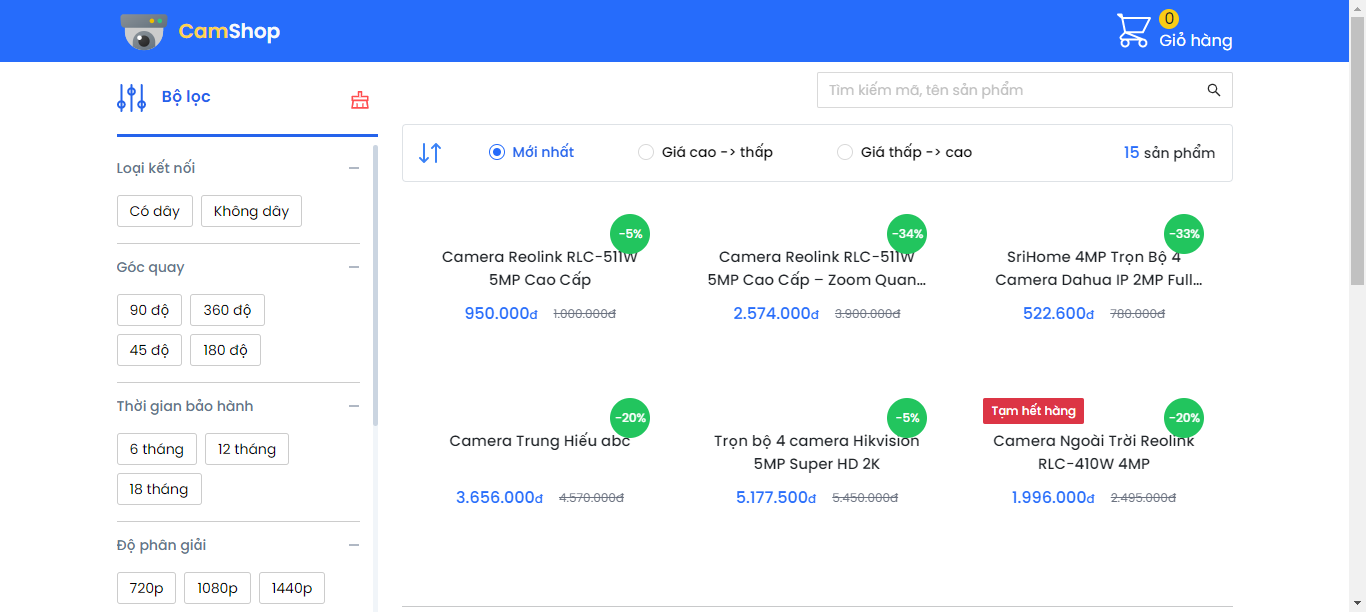 CamShop
0
Giỏ hàng
Bộ lọc
Tìm kiếm mã, tên sản phẩm
Mới nhất
Giá cao -> thấp
Giá thấp -> cao
15 sản phẩm
Loại kết nối
Có dây
Không dây
Góc quay
90 độ
360 độ
45 độ
180 độ
Thời gian bảo hành
6 tháng
12 tháng
18 tháng
Độ phân giải
720p
1080p
1440p
-5%
Camera Reolink RLC-511W
5MP Cao Cấp
950.000đ 1.000.000đ
-34%
Camera Reolink RLC-511W
5MP Cao Cấp – Zoom Quan...
2.574.000đ 3.900.000đ
-33%
SriHome 4MP Trọn Bộ 4
Camera Dahua IP 2MP Full...
522.600đ 780.000đ
-20%
Camera Trung Hiếu abc
3.656.000đ 4.570.000đ
-5%
Trọn bộ 4 camera Hikvision
5MP Super HD 2K
5.177.500đ 5.450.000đ
Tạm hết hàng
-20%
Camera Ngoài Trời Reolink
RLC-410W 4MP
1.996.000đ 2.495.000đ